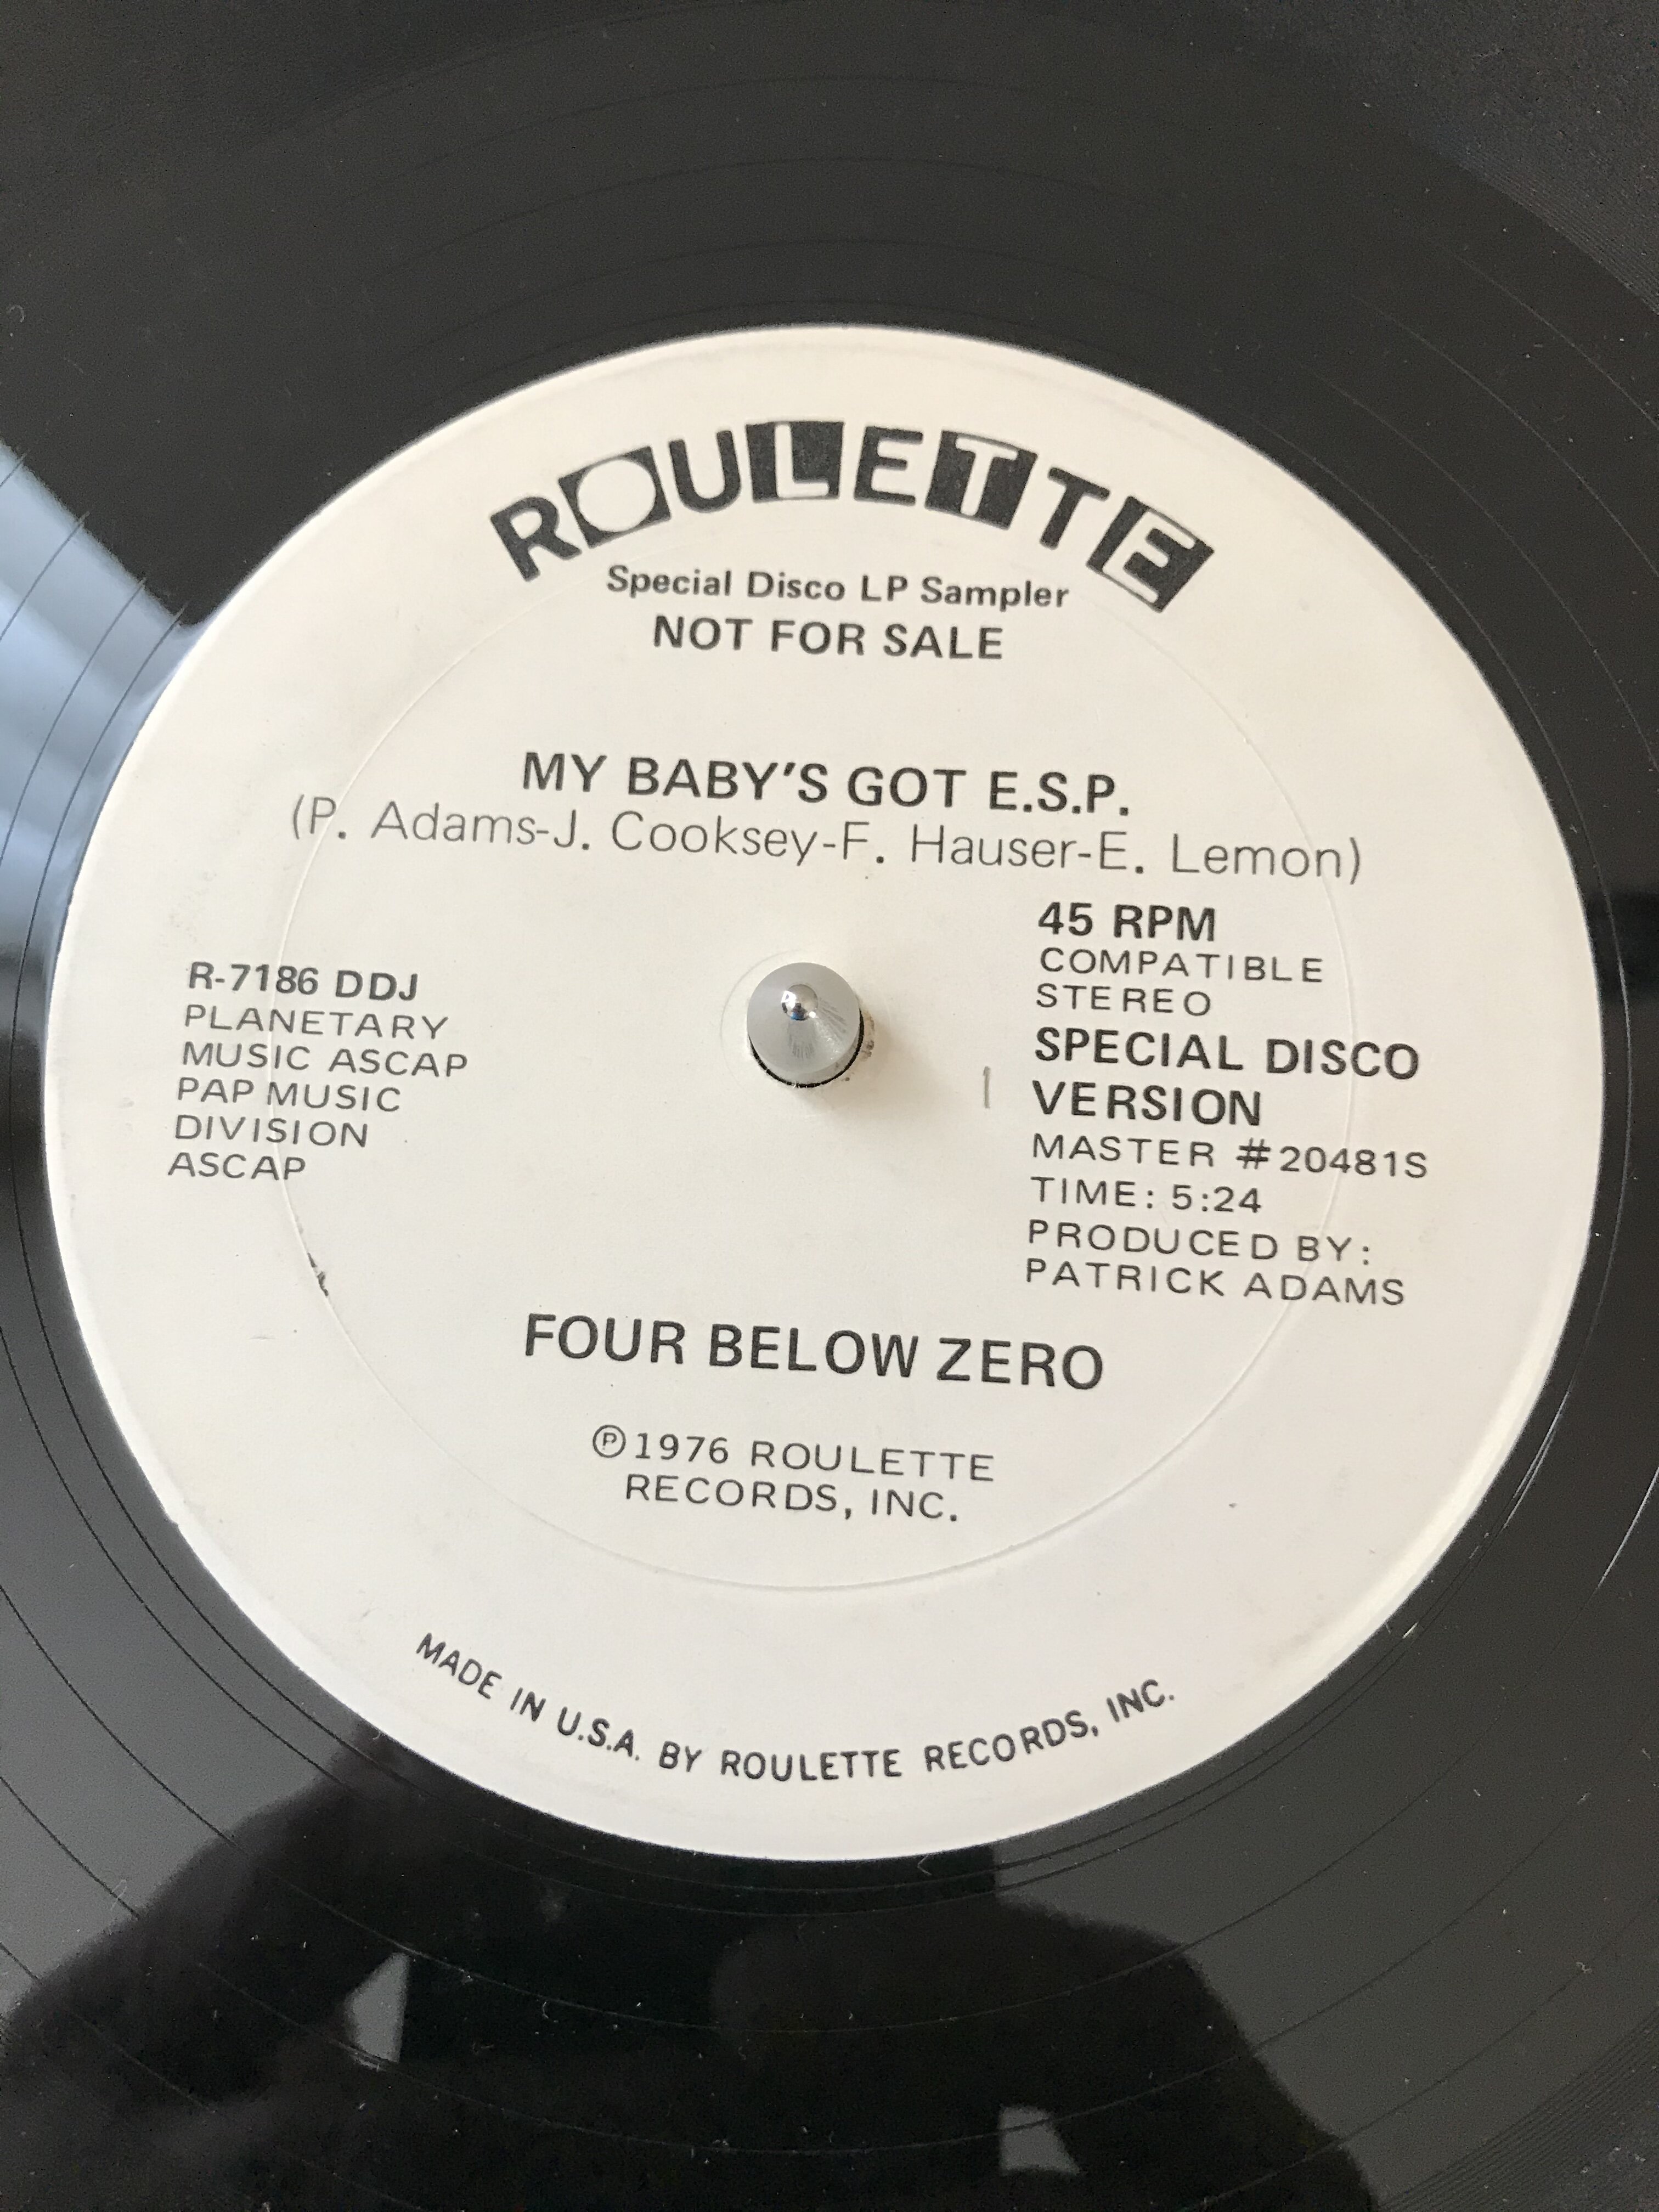 ROULETTE
Special Disco LP Sampler
NOT FOR SALE
MY BABY'S GOT E.S.P.
(P. Adams-J. Cooksey-F. Hauser-E. Lemon)
R-7186 DDJ
PLANETARY
MUSIC ASCAP
PAP MUSIC
DIVISION
ASCAP
45 RPM
COMPATIBLE
STEREO
SPECIAL DISCO
VERSION
MASTER #20481S
TIME: 5:24
PRODUCED BY:
PATRICK ADAMS
FOUR BELOW ZERO
Ⓟ1976 ROULETTE
RECORDS, INC.
MADE IN U.S.A. BY ROULETTE RECORDS, INC.